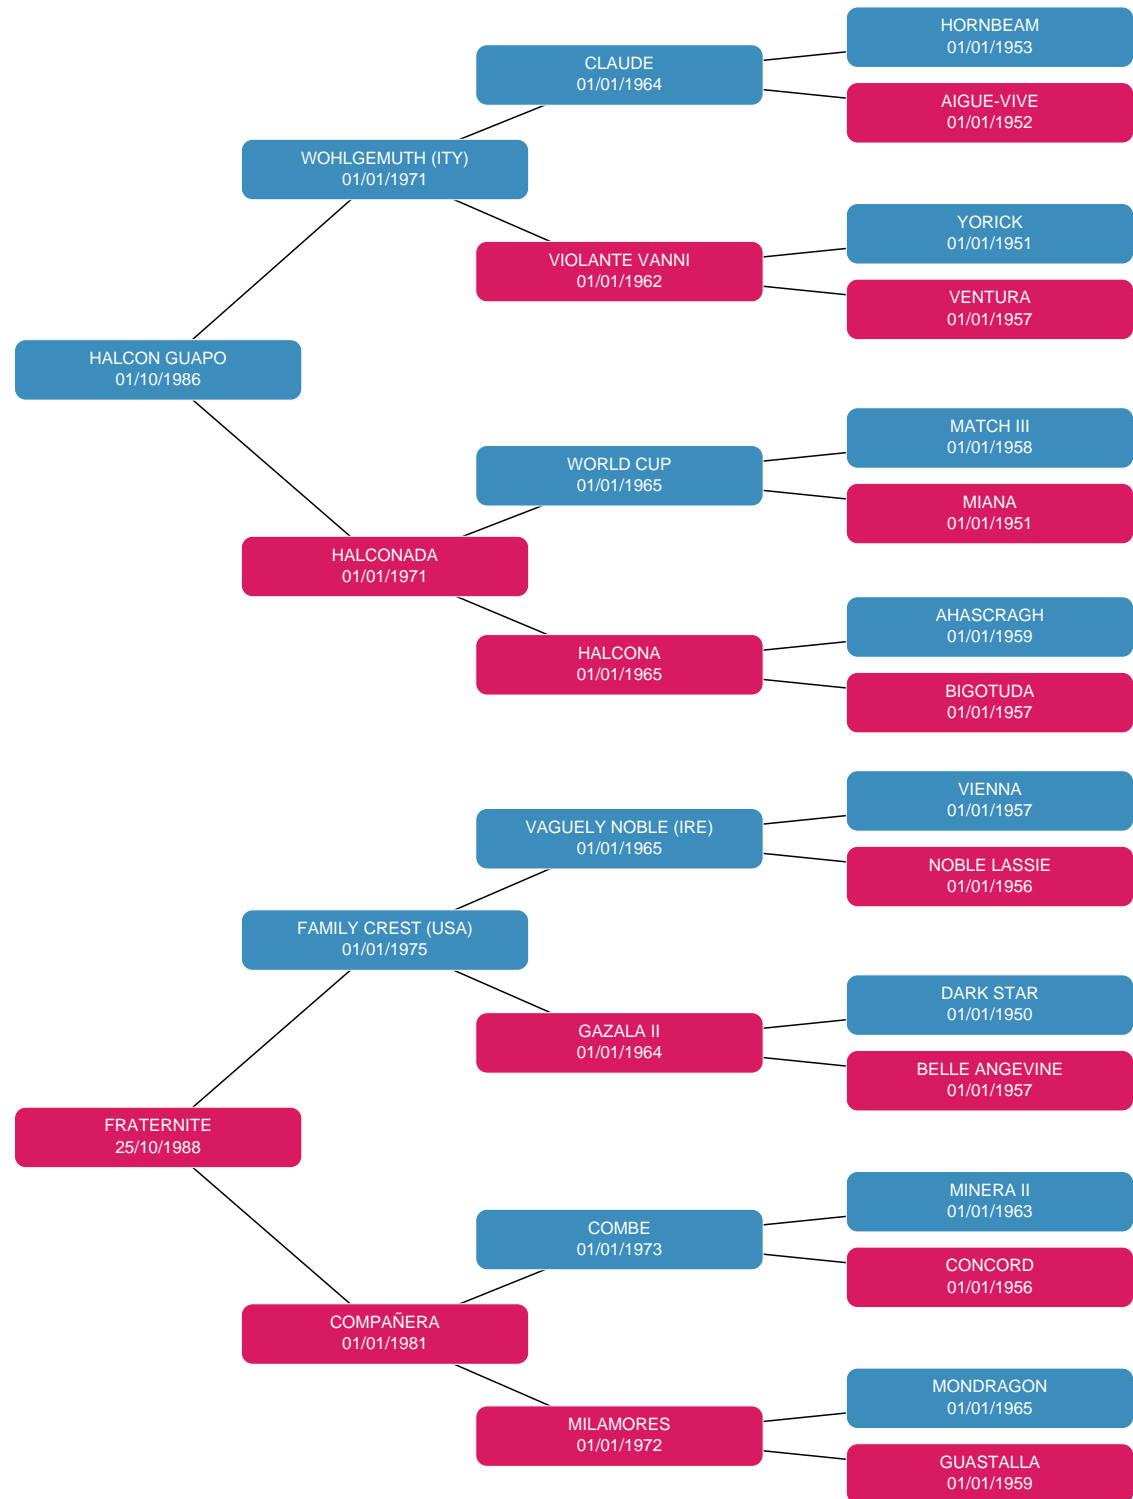 HORNBEAM
01/01/1953
CLAUDE
01/01/1964
AIGUE-VIVE
01/01/1952
WOHLGEMUTH (ITY)
01/01/1971
YORICK
01/01/1951
VIOLANTE VANNI
01/01/1962
VENTURA
01/01/1957
HALCON GUAPO
01/10/1986
MATCH III
01/01/1958
WORLD CUP
01/01/1965
MIANA
01/01/1951
HALCONADA
01/01/1971
AHASCRAGH
01/01/1959
HALCONA
01/01/1965
BIGOTUDA
01/01/1957
VIENNA
01/01/1957
VAGUELY NOBLE (IRE)
01/01/1965
NOBLE LASSIE
01/01/1956
FAMILY CREST (USA)
01/01/1975
DARK STAR
01/01/1950
GAZALA II
01/01/1964
BELLE ANGEVINE
01/01/1957
FRATERNITE
25/10/1988
MINERA II
01/01/1963
COMBE
01/01/1973
CONCORD
01/01/1956
COMPAÑERA
01/01/1981
MONDRAGON
01/01/1965
MILAMORES
01/01/1972
GUASTALLA
01/01/1959